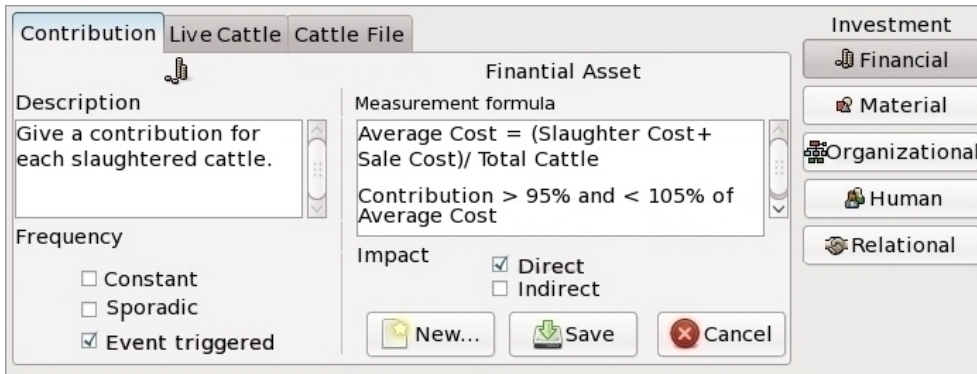 Contribution Live Cattle Cattle File
Finantial Asset
Description
Give a contribution for
each slaughtered cattle.
Frequency
Constant
Sporadic
Event triggered
Measurement formula
Average Cost = (Slaughter Cost+
Sale Cost)/ Total Cattle
Contribution > 95% and < 105% of
Average Cost
Impact
Direct
Indirect
New...
Save
Cancel
Investment
Financial
Material
Organizational
Human
Relational